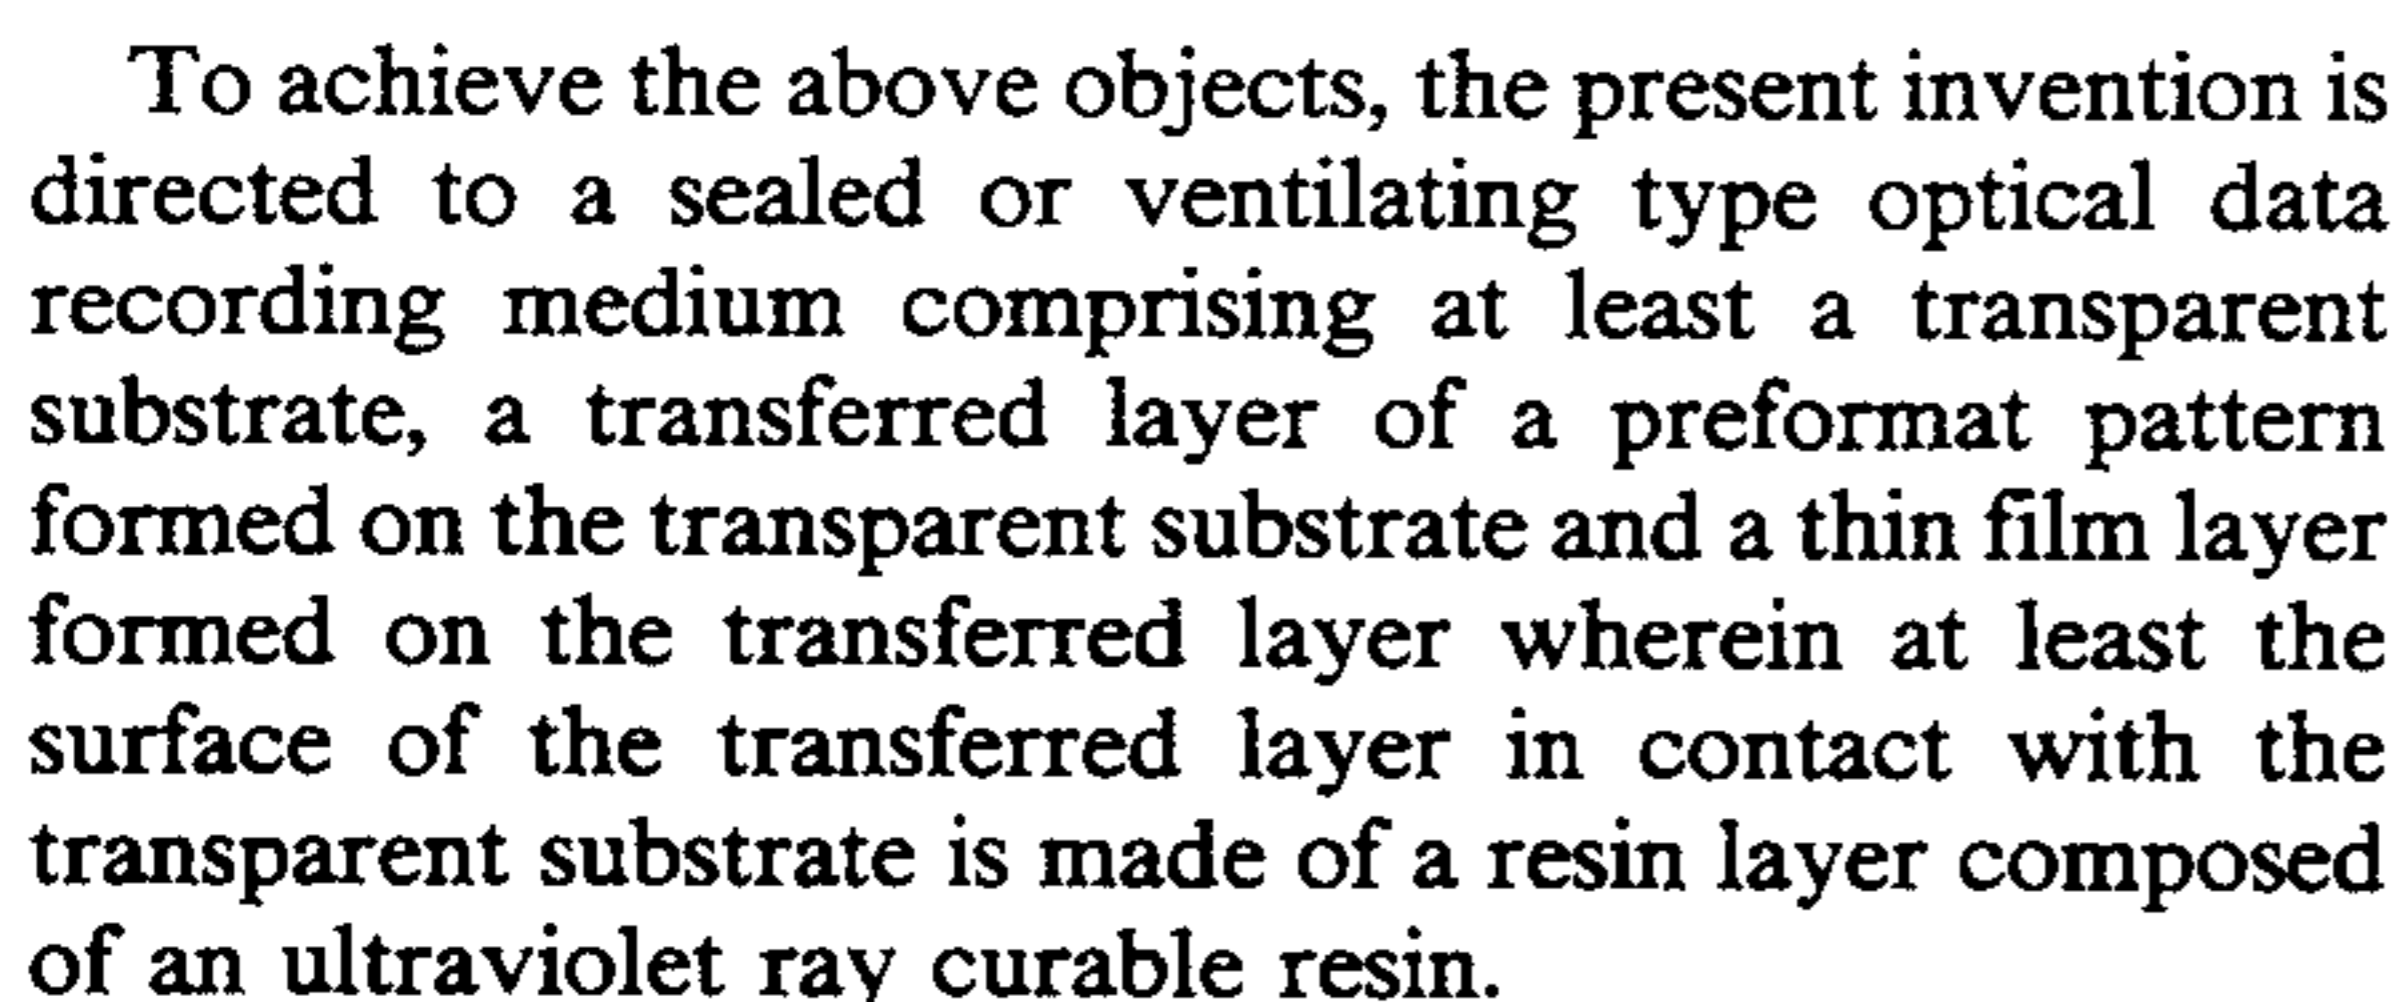 To achieve the above objects, the present invention is
directed to a sealed or ventilating type optical data
recording medium comprising at least a transparent
substrate, a transferred layer of a preformat pattern
formed on the transparent substrate and a thin film layer
formed on the transferred layer wherein at least the
surface of the transferred layer in contact with the
transparent substrate is made of a resin layer composed
of an ultraviolet ray curable resin.